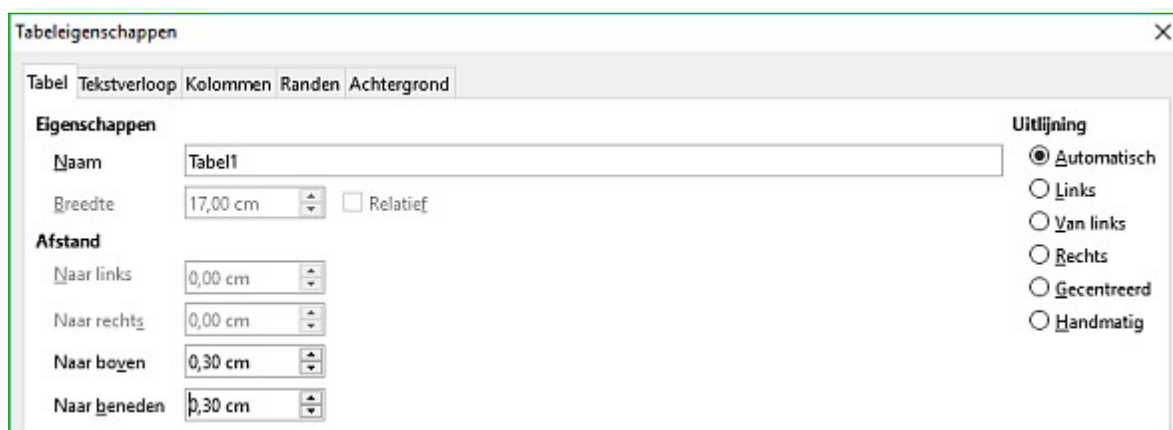 Tabeleigenschappen
Tabel Tekstverloop Kolommen Randen Achtergrond
Eigenschappen
Naam Tabel1
Breedte 17,00 cm Relatief
Afstand
Naar links 0,00 cm
Naar rechts 0,00 cm
Naar boven 0,30 cm
Naar beneden 0,30 cm
Uitlijning
Automatisch
Links
Van links
Rechts
Gecentreerd
Handmatig